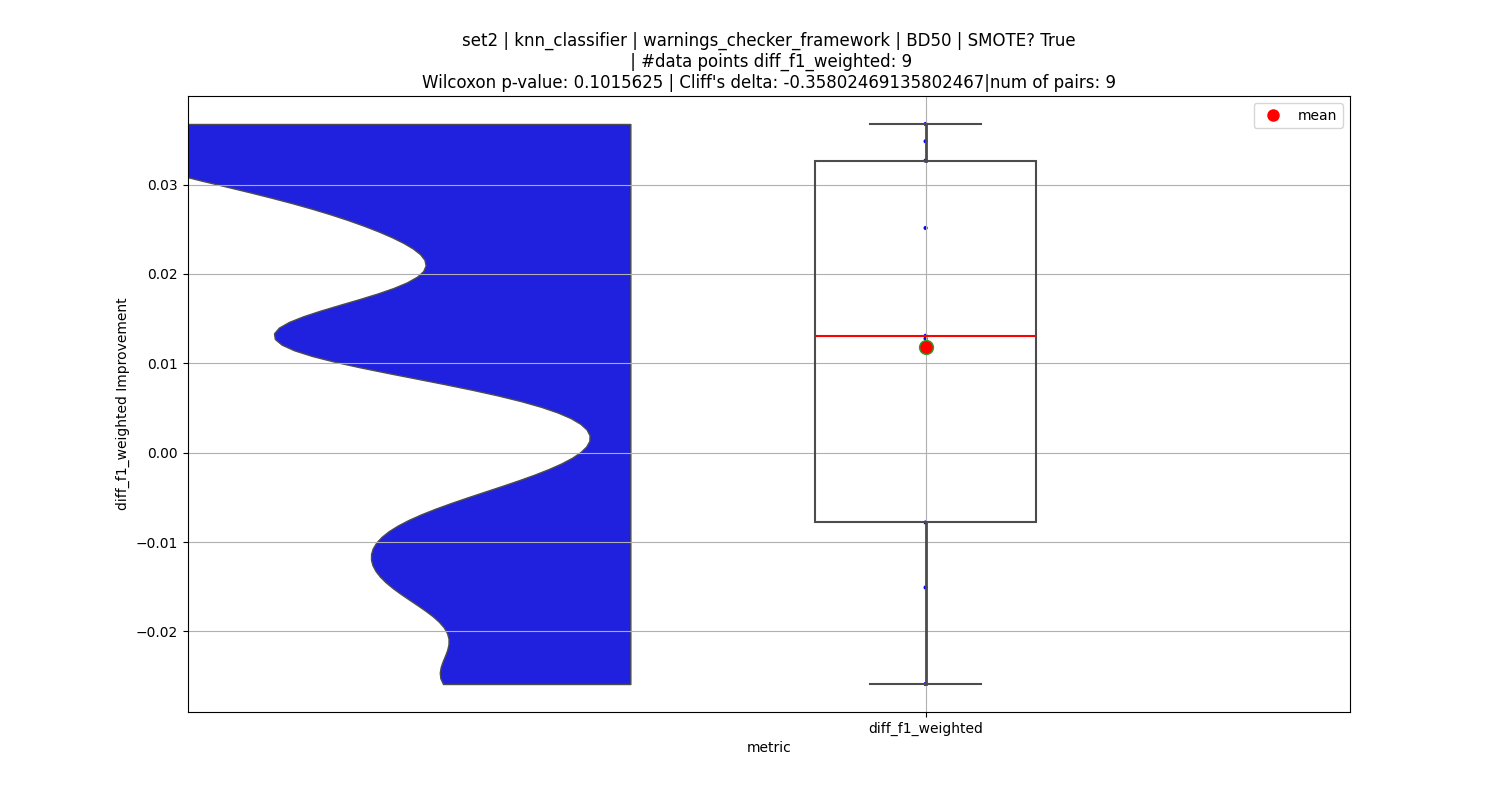 set2 | knn_classifier | warnings_checker_framework | BD50 | SMOTE? True
| #data points diff_f1_weighted: 9
Wilcoxon p-value: 0.1015625 | Cliff's delta: -0.35802469135802467|num of pairs: 9
mean
0.03
0.02
0.01
0.00
−0.01
−0.02
diff_f1_weighted Improvement
diff_f1_weighted
metric